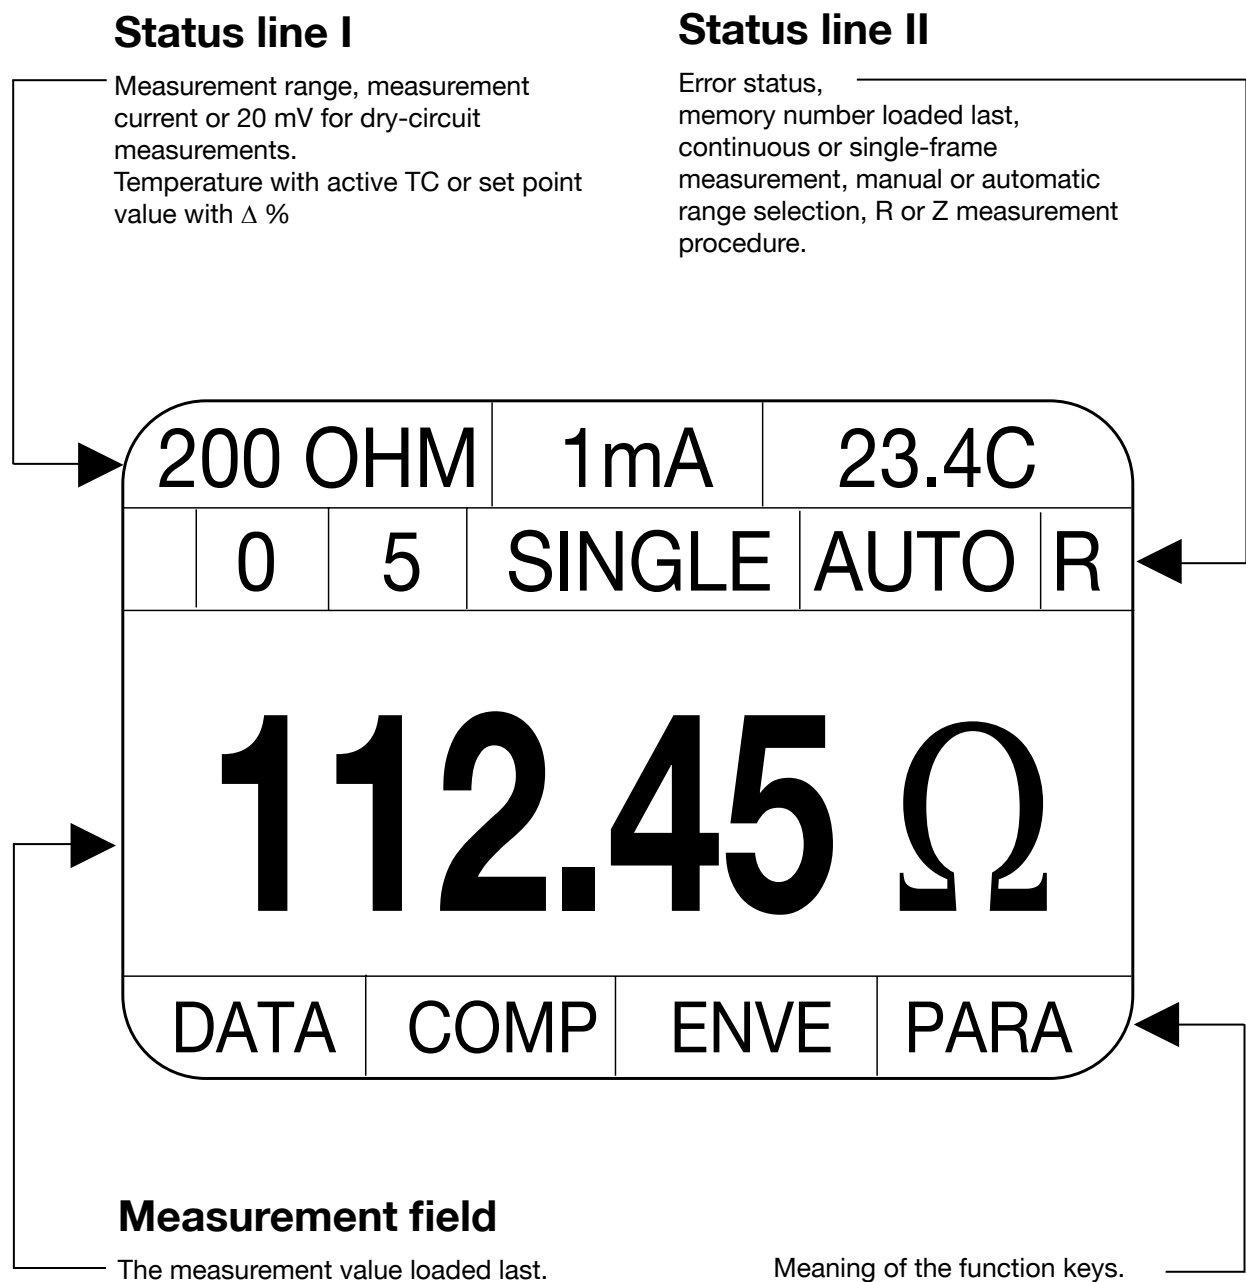 Status line I
Measurement range, measurement
current or 20 mV for dry-circuit
measurements.
Temperature with active TC or set point
value with Δ %
Status line II
Error status,
memory number loaded last,
continuous or single-frame
measurement, manual or automatic
range selection, R or Z measurement
procedure.
200 OHM 1mA 23.4C
0 5 SINGLE AUTO R
112.45 Ω
DATA COMP ENVE PARA
Measurement field
The measurement value loaded last.
Meaning of the function keys.